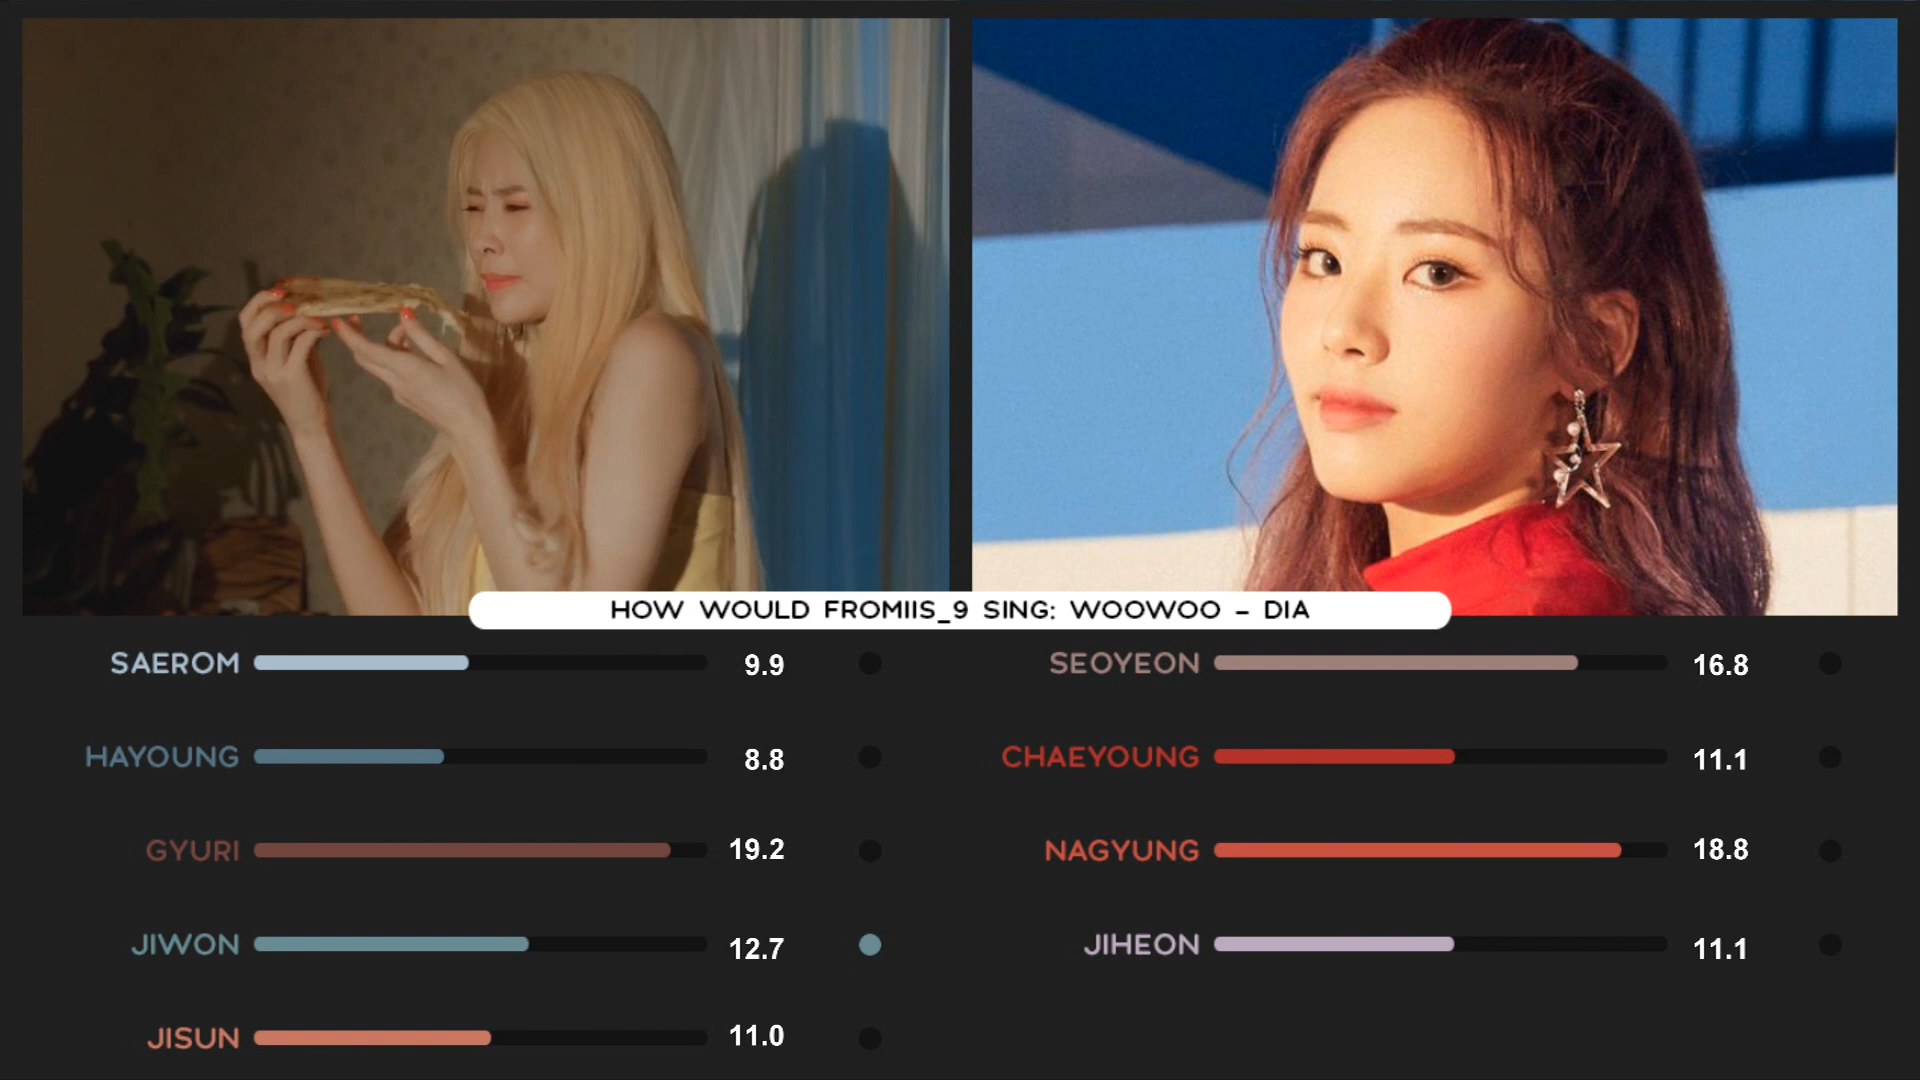 HOW WOULD FROMIIS_9 SING: WOOWOO - DIA
SAEROM 9.9
HAYOUNG 8.8
GYURI 19.2
JIWON 12.7
JISUN 11.0
SEOYEON 16.8
CHAEYOUNG 11.1
NAGYUNG 18.8
JIHEON 11.1